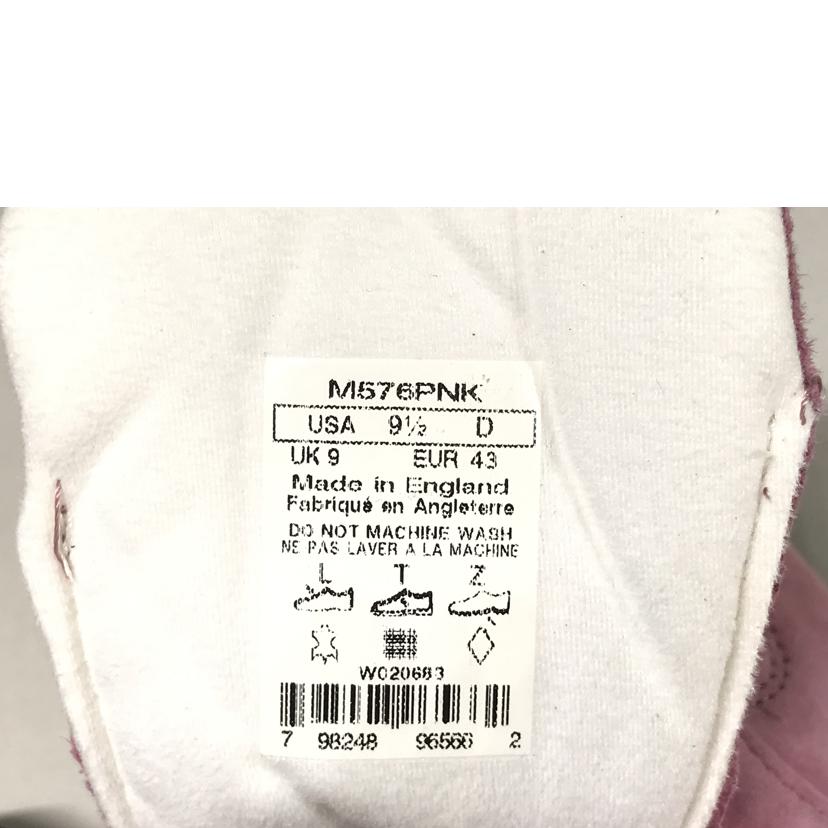 M576PNK
USA 9½ D
UK 9 EUR 43
Made in England
Fabriqué en Angleterre
DO NOT MACHINE WASH
NE PAS LAVER A LA MACHINE
L T Z
W020683
7 98248 96566 2